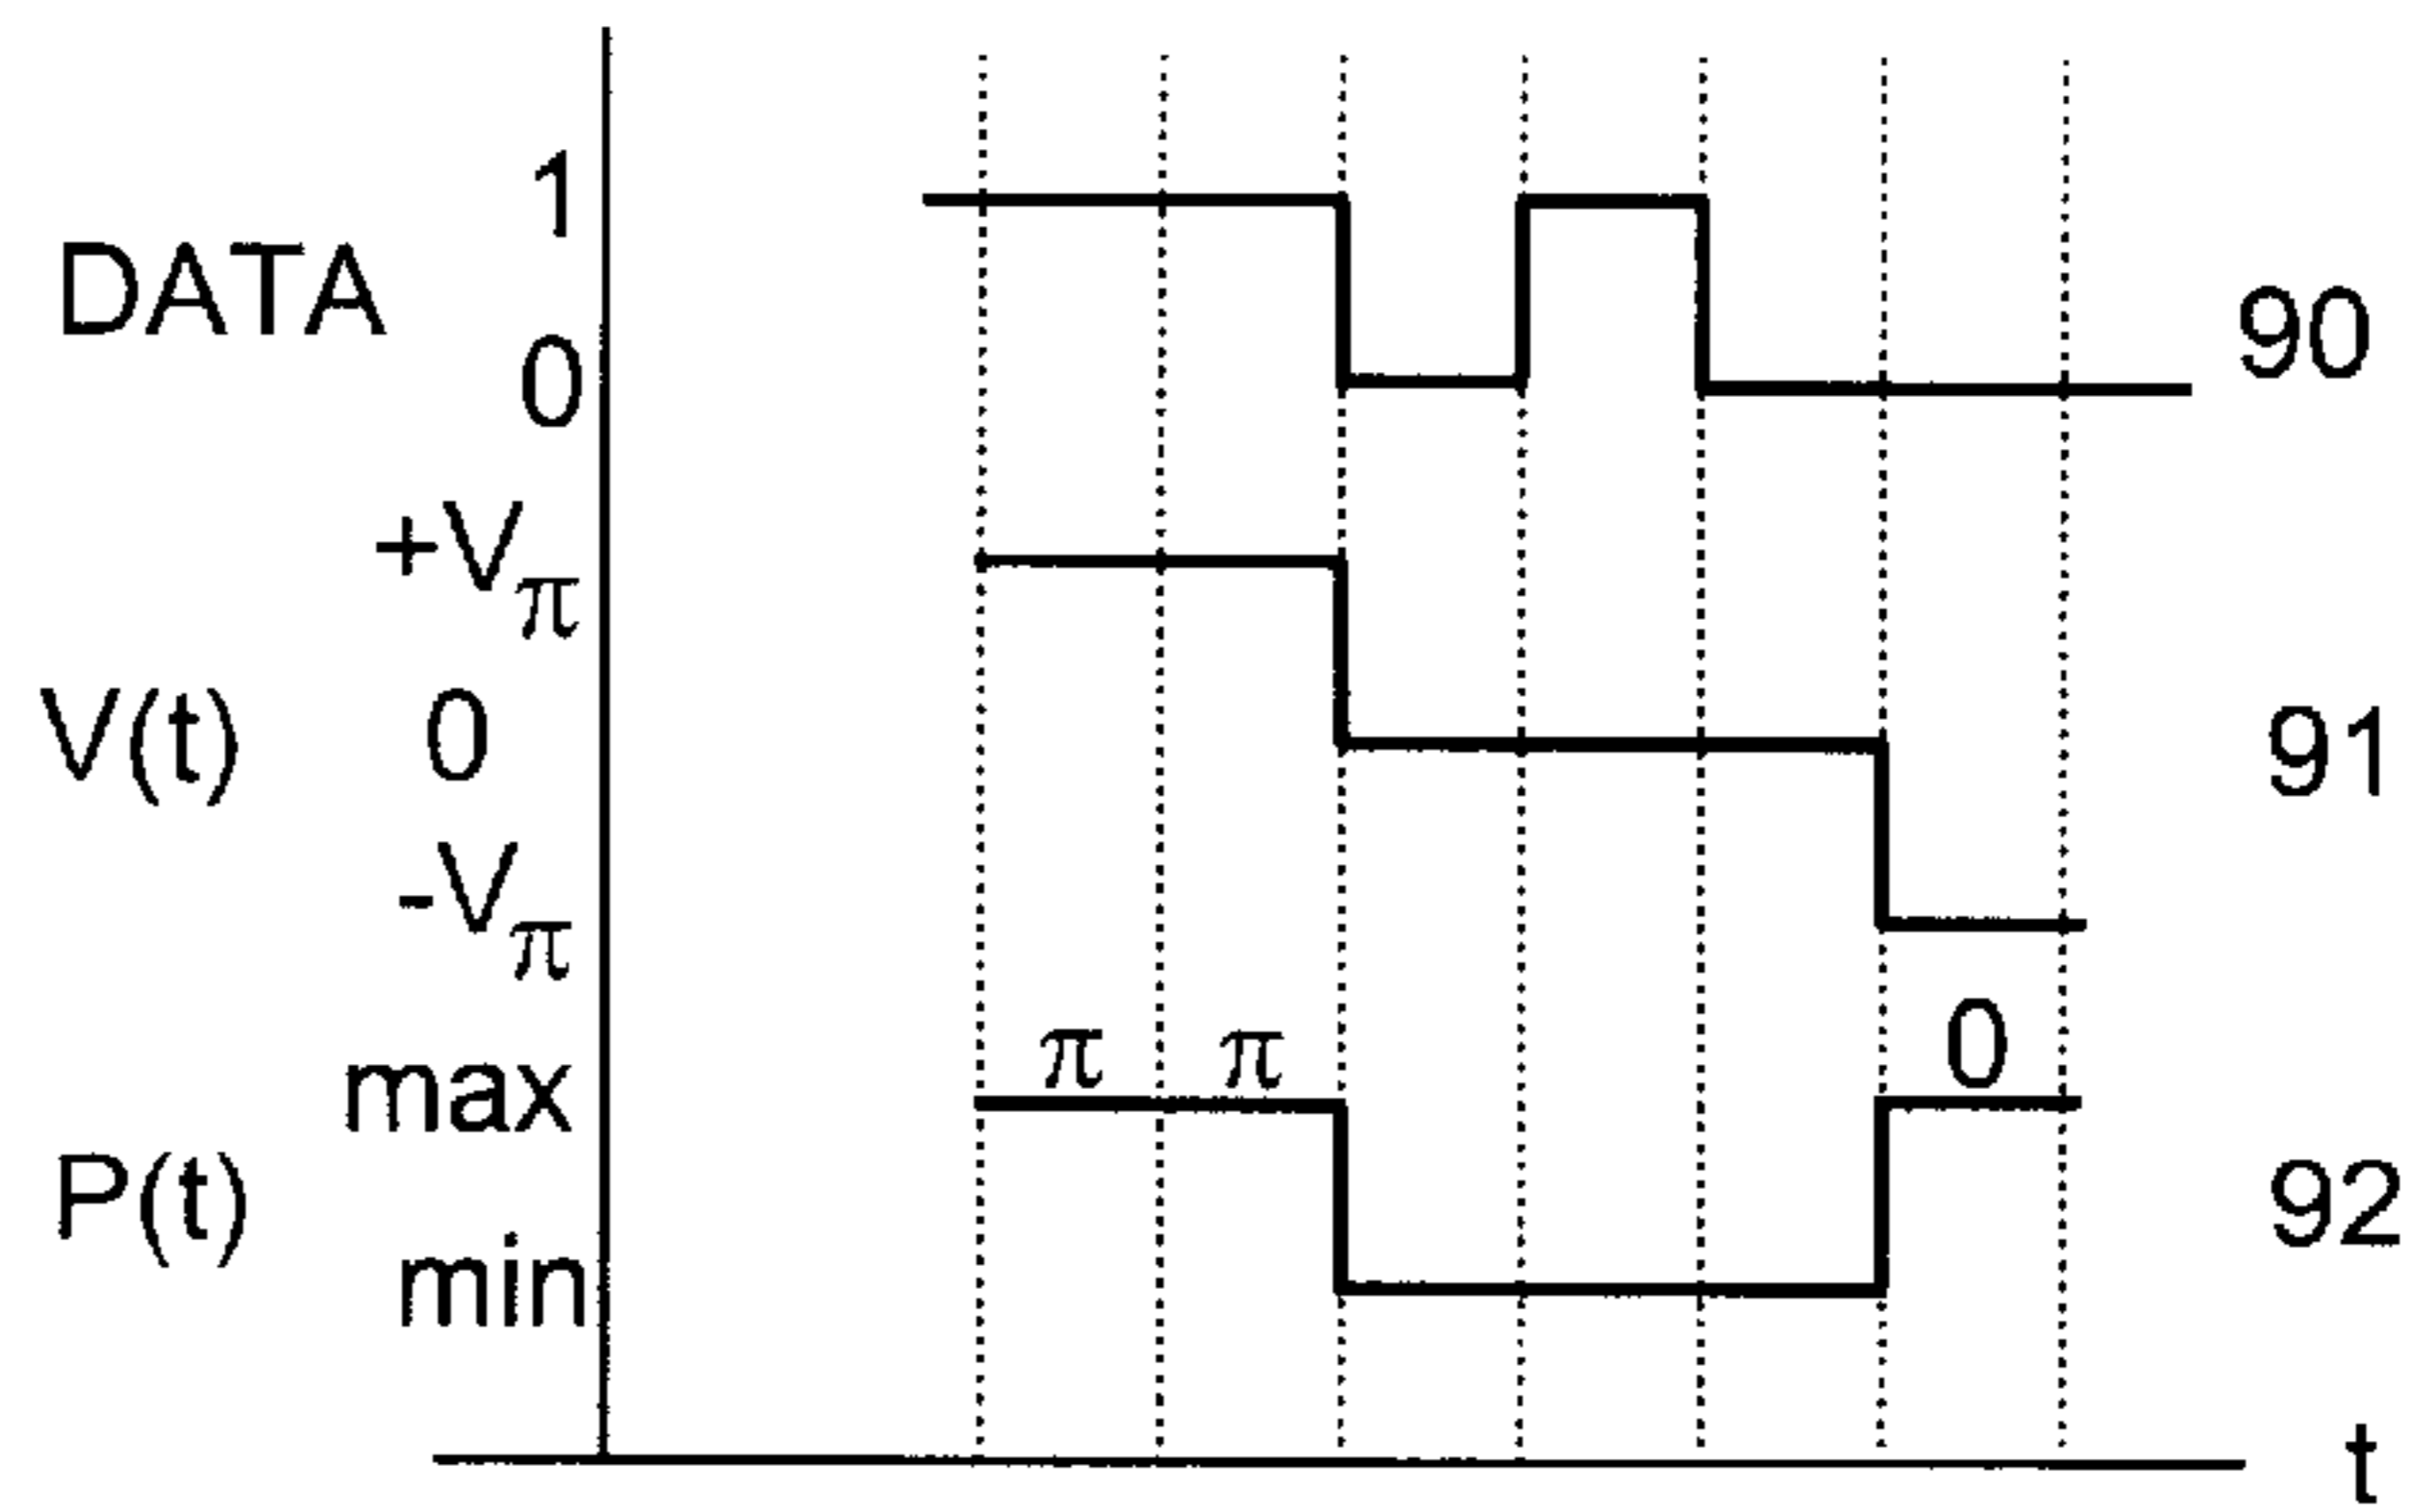 1
DATA 90
0
+Vπ
V(t) 0 91
-Vπ
π π 0
max
P(t) 92
min
t